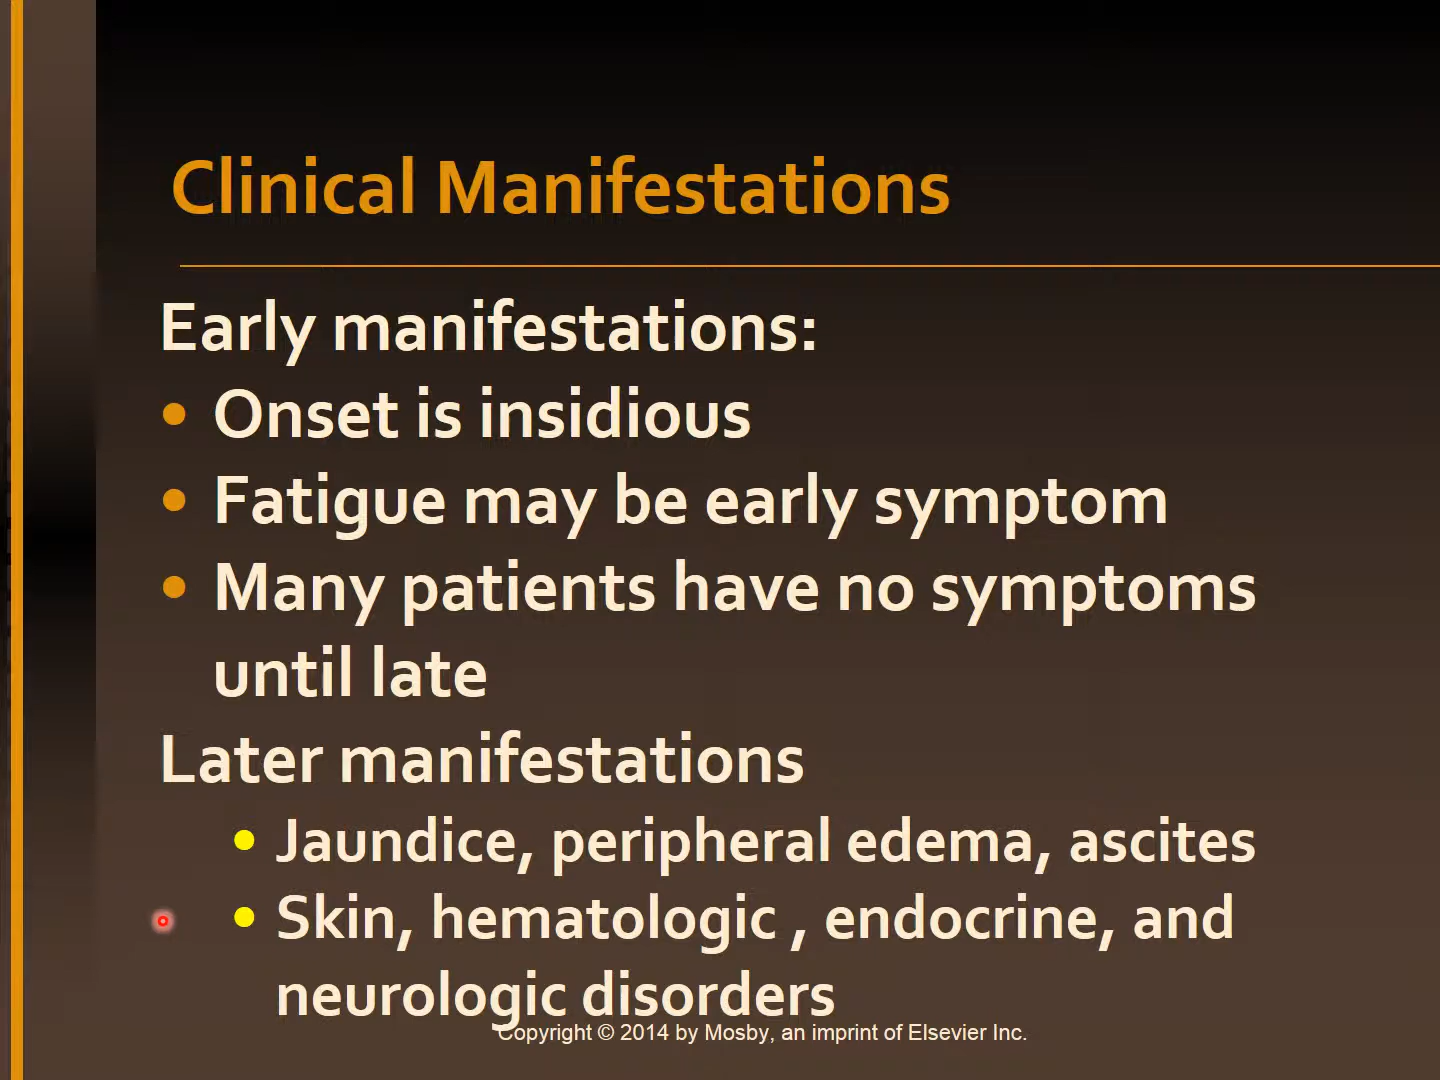 Clinical Manifestations
Early manifestations:
• Onset is insidious
• Fatigue may be early symptom
• Many patients have no symptoms
until late
Later manifestations
• Jaundice, peripheral edema, ascites
• Skin, hematologic , endocrine, and
neurologic disorders
Copyright © 2014 by Mosby, an imprint of Elsevier Inc.